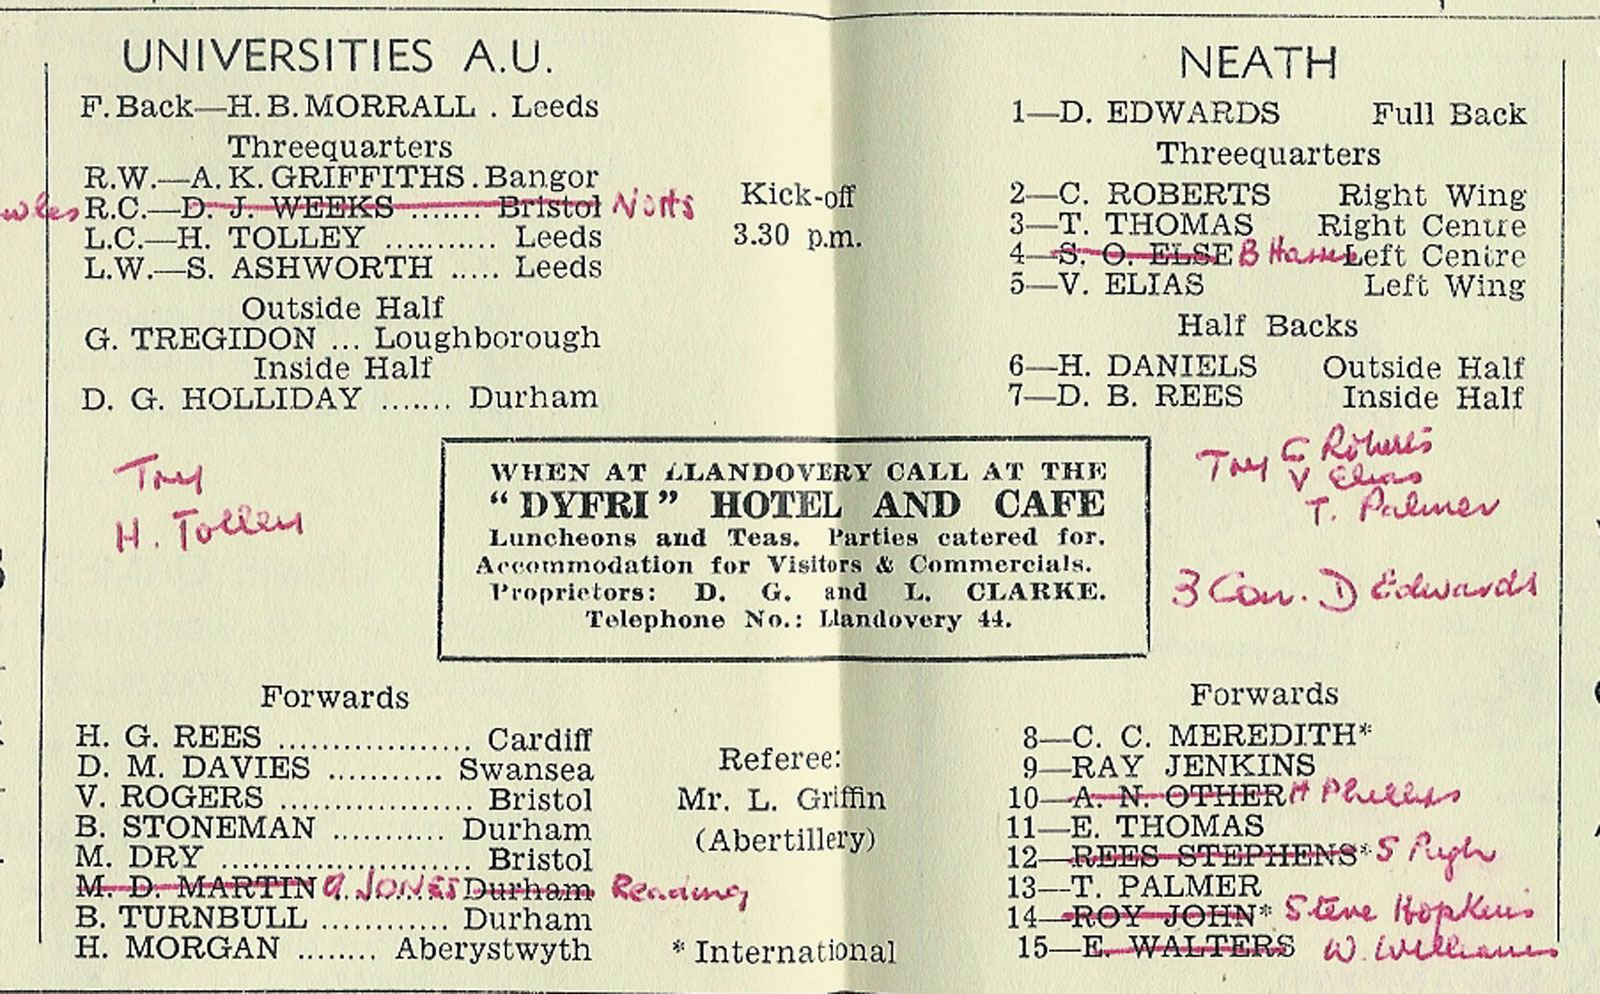 UNIVERSITIES A.U.
F. Back—H. B. MORRALL . Leeds
Threequarters
R.W.—A. K. GRIFFITHS . Bangor
R.C.—D. J. WEEKS ....... Bristol Notts
L.C.—H. TOLLEY ........... Leeds
L.W.—S. ASHWORTH ..... Leeds
Outside Half
G. TREGIDON ... Loughborough
Inside Half
D. G. HOLLIDAY ....... Durham
Try
H. Tolley
Forwards
H. G. REES ................... Cardiff
D. M. DAVIES ........... Swansea
V. ROGERS ................... Bristol
B. STONEMAN ........... Durham
M. DRY ......................... Bristol
M. D. MARTIN JONES Durham Reading
B. TURNBULL ............ Durham
H. MORGAN ........ Aberystwyth
Kick-off
3.30 p.m.
WHEN AT LLANDOVERY CALL AT THE
"DYFRI" HOTEL AND CAFE
Luncheons and Teas. Parties catered for.
Accommodation for Visitors & Commercials.
Proprietors: D. G. and L. CLARKE.
Telephone No.: Llandovery 44.
Referee:
Mr. L. Griffin
(Abertillery)
* International
NEATH
1—D. EDWARDS Full Back
Threequarters
2—C. ROBERTS Right Wing
3—T. THOMAS Right Centre
4—S. O. ELSE B Left Centre
5—V. ELIAS Left Wing
Half Backs
6—H. DANIELS Outside Half
7—D. B. REES Inside Half
Try C Roberts
V Elias
T. Palmer
3 Con. D Edwards
Forwards
8—C. C. MEREDITH*
9—RAY JENKINS
10—A. N. OTHER H Phillips
11—E. THOMAS
12—REES STEPHENS* S Pugh
13—T. PALMER
14—ROY JOHN* Steve Hopkins
15—E. WALTERS W. Williams